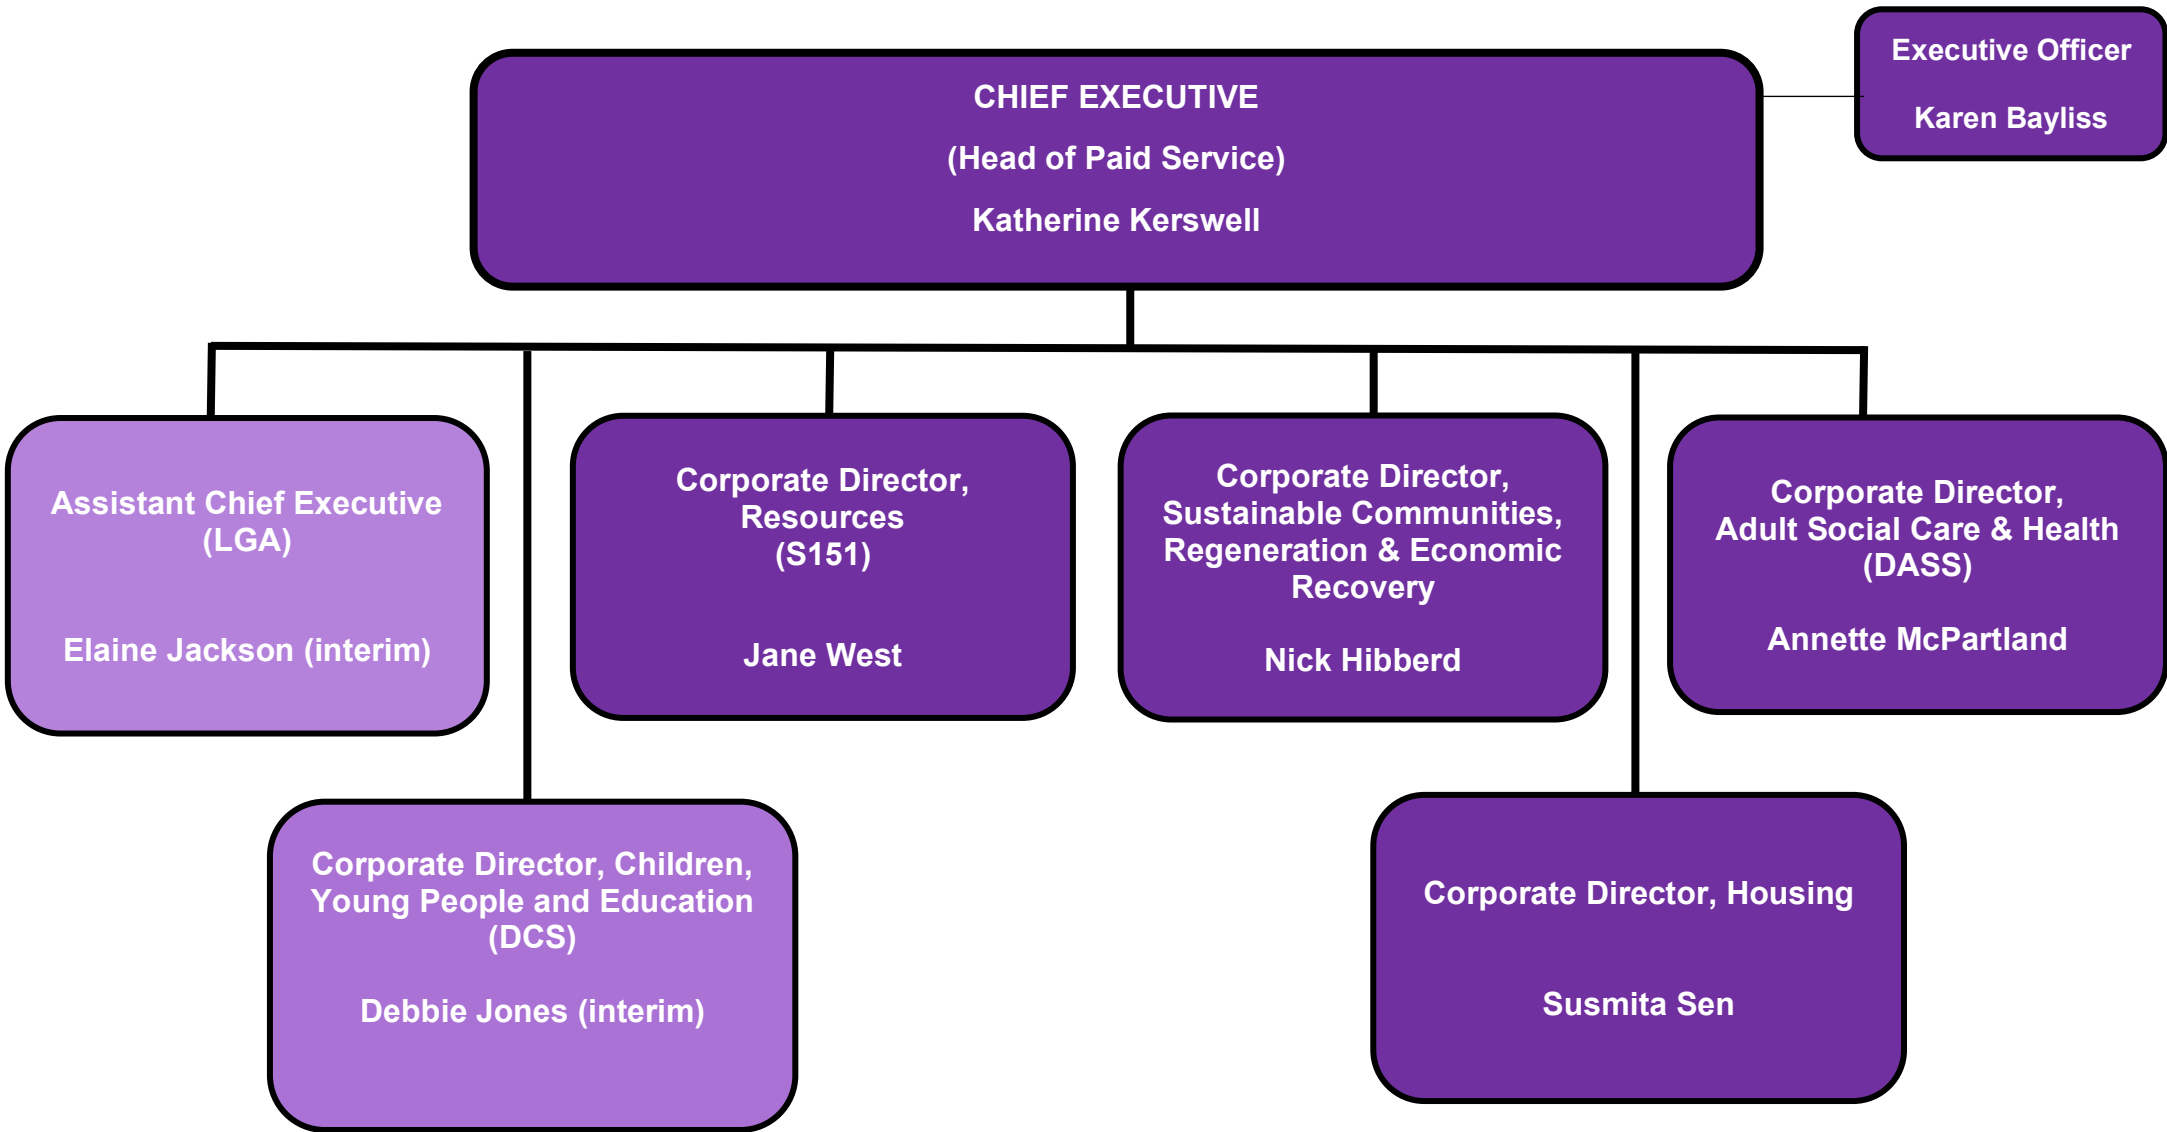 Executive Officer
Karen Bayliss
CHIEF EXECUTIVE
(Head of Paid Service)
Katherine Kerswell
Assistant Chief Executive
(LGA)
Elaine Jackson (interim)
Corporate Director,
Resources
(S151)
Jane West
Corporate Director,
Sustainable Communities,
Regeneration & Economic
Recovery
Nick Hibberd
Corporate Director,
Adult Social Care & Health
(DASS)
Annette McPartland
Corporate Director, Children,
Young People and Education
(DCS)
Debbie Jones (interim)
Corporate Director, Housing
Susmita Sen